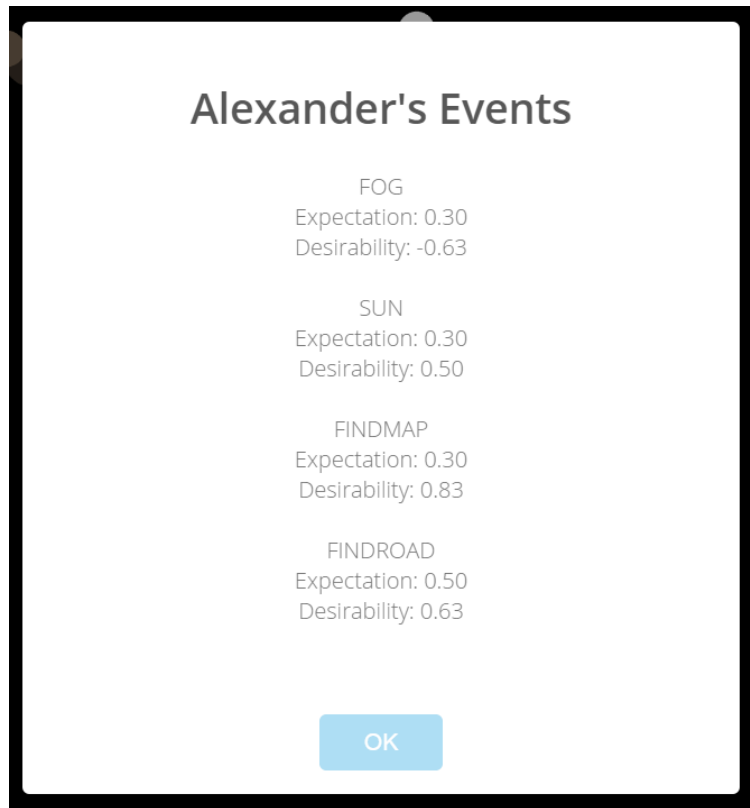 Alexander's Events
FOG
Expectation: 0.30
Desirability: -0.63
SUN
Expectation: 0.30
Desirability: 0.50
FINDMAP
Expectation: 0.30
Desirability: 0.83
FINDROAD
Expectation: 0.50
Desirability: 0.63
OK